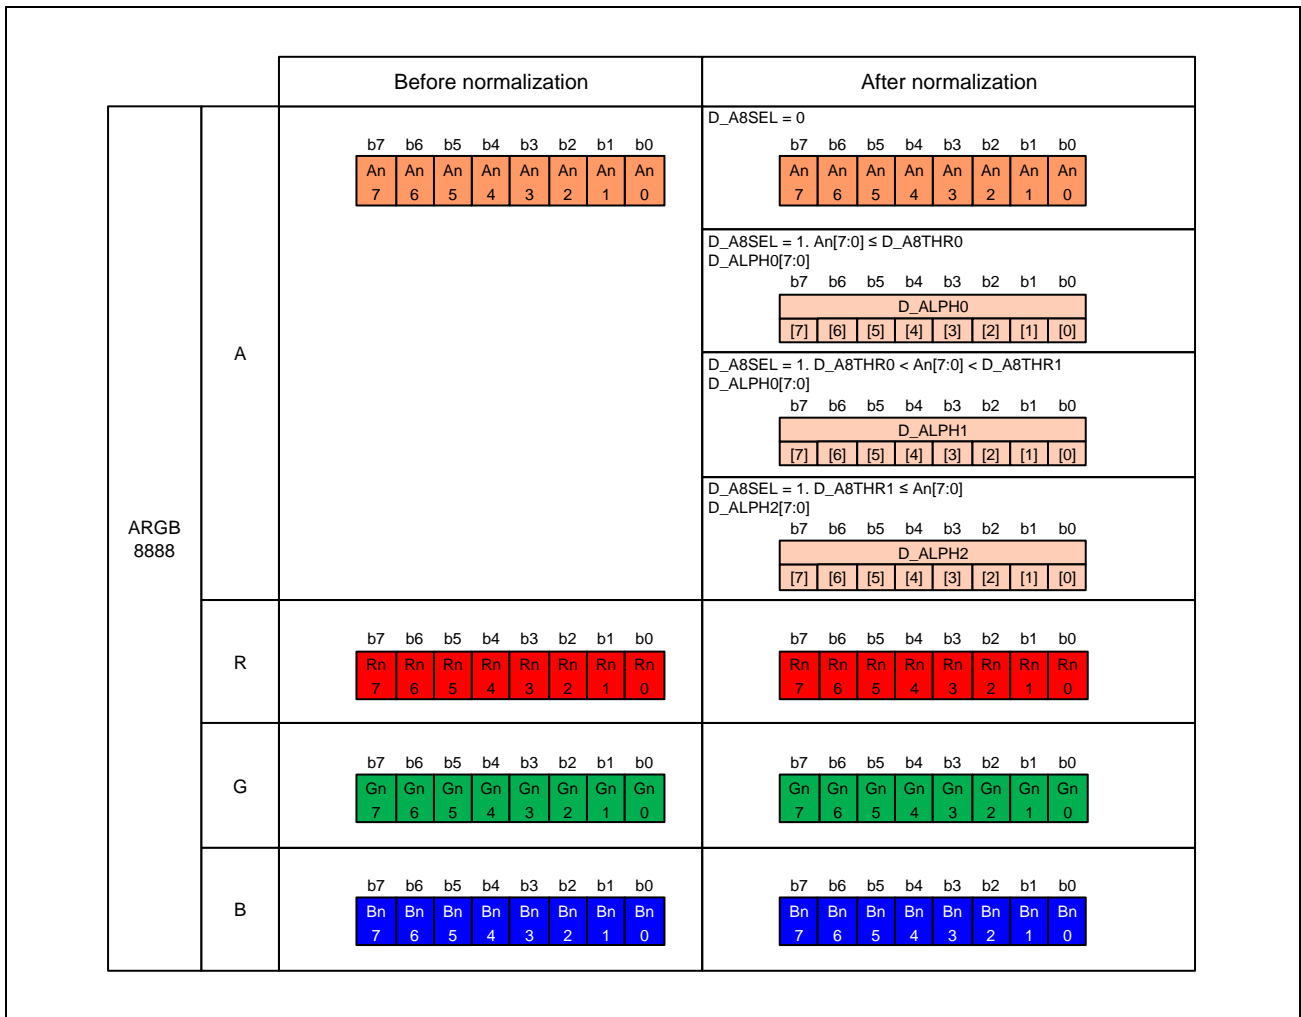 Before normalization After normalization
D_A8SEL = 0
b7 b6 b5 b4 b3 b2 b1 b0 b7 b6 b5 b4 b3 b2 b1 b0
An An An An An An An An An An An An An An An An
7 6 5 4 3 2 1 0 7 6 5 4 3 2 1 0
D_A8SEL = 1. An[7:0] ≤ D_A8THR0
D_ALPH0[7:0]
b7 b6 b5 b4 b3 b2 b1 b0
D_ALPH0
[7] [6] [5] [4] [3] [2] [1] [0]
A
D_A8SEL = 1. D_A8THR0 < An[7:0] < D_A8THR1
D_ALPH0[7:0]
b7 b6 b5 b4 b3 b2 b1 b0
D_ALPH1
[7] [6] [5] [4] [3] [2] [1] [0]
D_A8SEL = 1. D_A8THR1 ≤ An[7:0]
D_ALPH2[7:0]
ARGB
8888
b7 b6 b5 b4 b3 b2 b1 b0
D_ALPH2
[7] [6] [5] [4] [3] [2] [1] [0]
b7 b6 b5 b4 b3 b2 b1 b0 b7 b6 b5 b4 b3 b2 b1 b0
R
Rn Rn Rn Rn Rn Rn Rn Rn Rn Rn Rn Rn Rn Rn Rn Rn
7 6 5 4 3 2 1 0 7 6 5 4 3 2 1 0
b7 b6 b5 b4 b3 b2 b1 b0 b7 b6 b5 b4 b3 b2 b1 b0
G
Gn Gn Gn Gn Gn Gn Gn Gn Gn Gn Gn Gn Gn Gn Gn Gn
7 6 5 4 3 2 1 0 7 6 5 4 3 2 1 0
b7 b6 b5 b4 b3 b2 b1 b0 b7 b6 b5 b4 b3 b2 b1 b0
B
Bn Bn Bn Bn Bn Bn Bn Bn Bn Bn Bn Bn Bn Bn Bn Bn
7 6 5 4 3 2 1 0 7 6 5 4 3 2 1 0